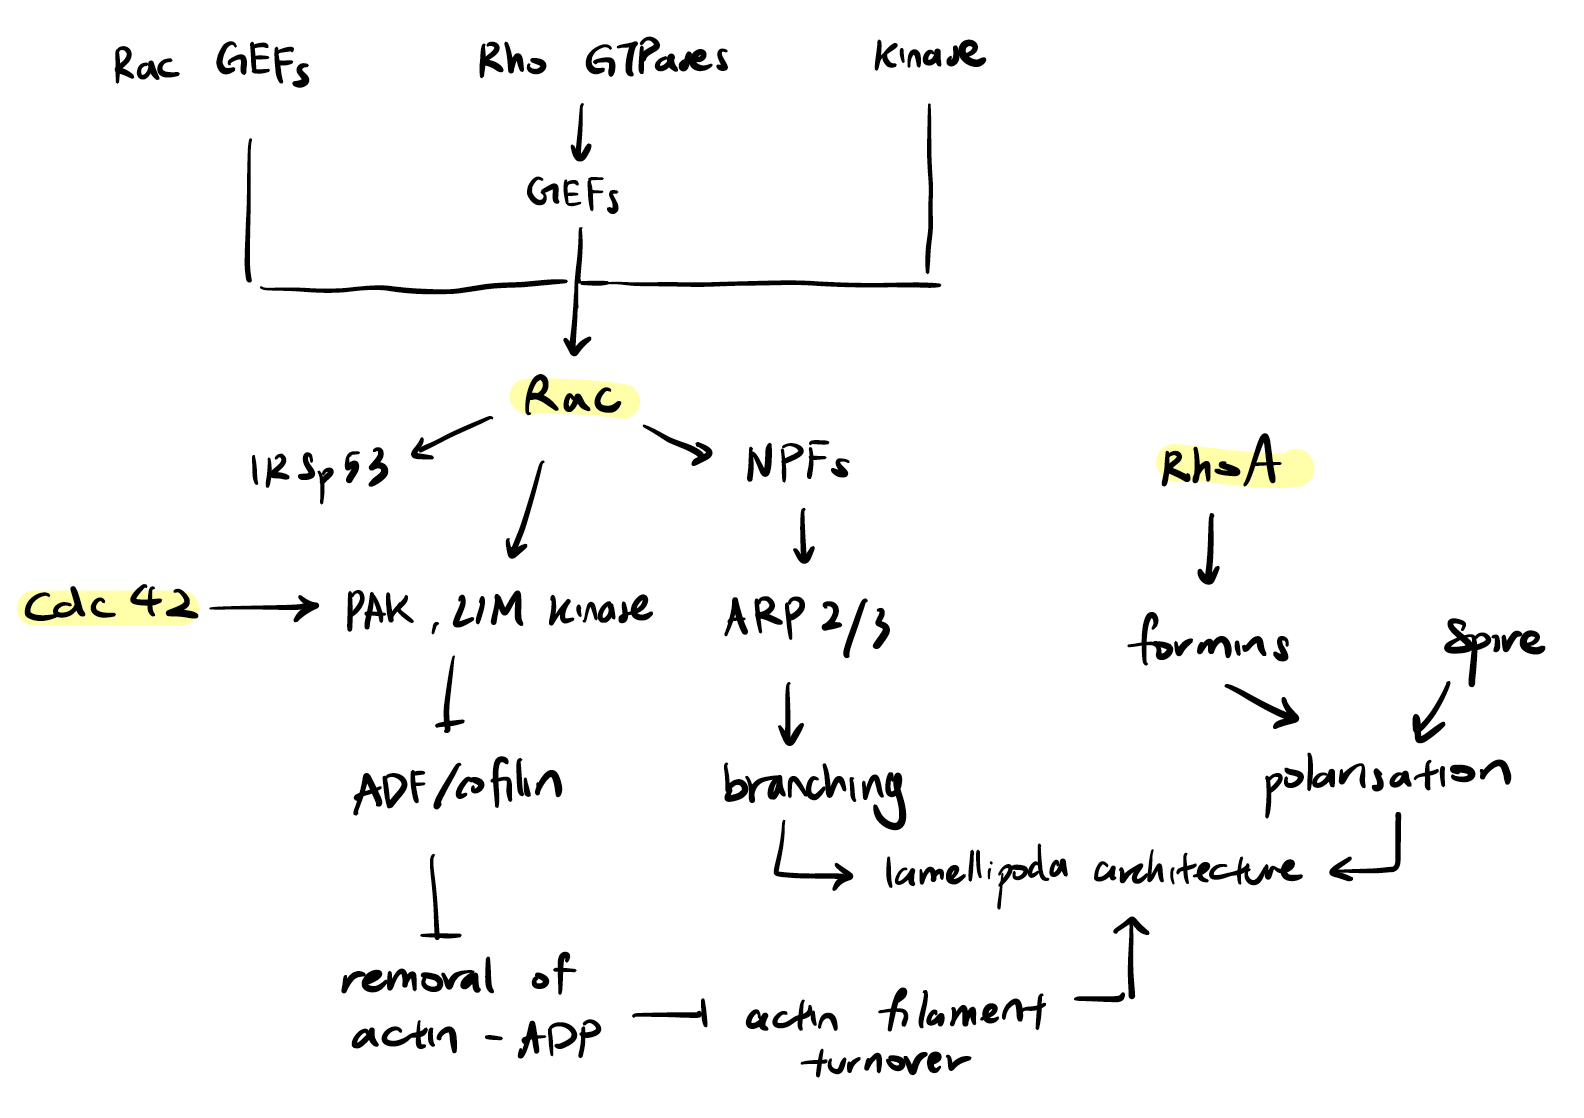 Rac GEFs
Rho GTPases
kinase
GEFs
Rac
IRSp53
NPFs
RhoA
Cdc 42
PAK, LIM kinase
ARP 2/3
formins
Spire
ADF/cofilin
branching
polarisation
lamellipoda architecture
removal of
actin - ADP
actin filament
turnover